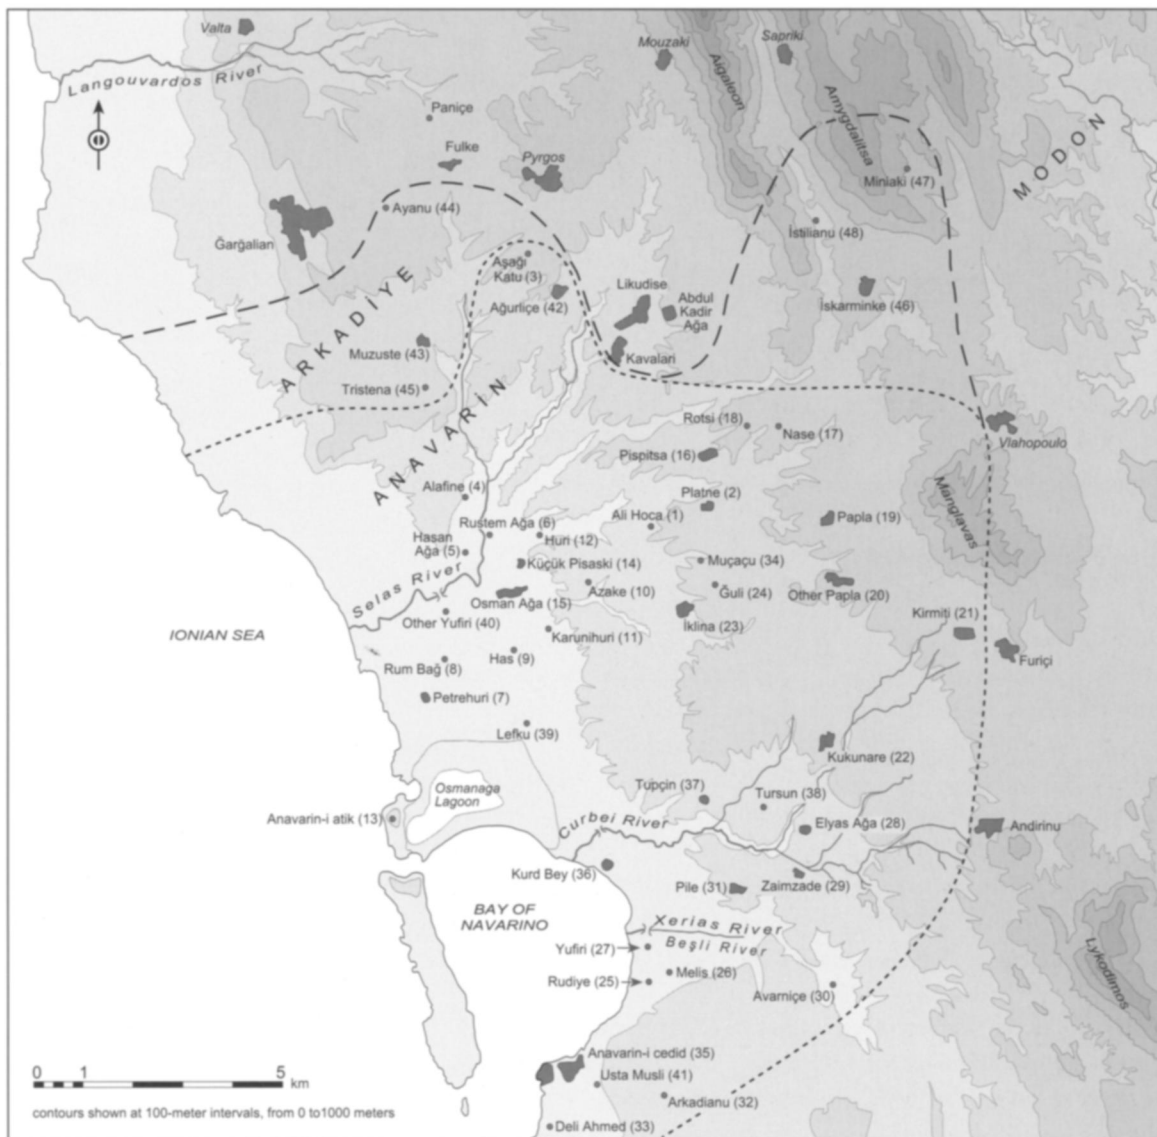 Valta
Mouzaki
Sapriki
Langouvardos River
Aigaleon
Amygdalitsa
MODON
Paniçe
Fulke
Pyrgos
Miniaki (47)
Ayanu (44)
Ğarğalian
İstilianu (48)
Aşaği
Katu (3)
Likudise
Ağurliçe (42)
Abdul
Kadir
Ağa
İskarminke (46)
ARKADİYE
Muzuste (43)
Kavalari
Tristena (45)
ANAVARİN
Rotsi (18)
Nase (17)
Vlahopoulo
Pispitsa (16)
Manglavas
Alafine (4)
Platne (2)
Rustem Ağa (6)
Ali Hoca (1)
Papla (19)
Hasan
Ağa (5)
Huri (12)
Küçük Pisaski (14)
Muçaçu (34)
Selas River
Osman Ağa (15)
Azake (10)
Ğuli (24)
Other Papla (20)
Other Yufiri (40)
Karunihuri (11)
İklina (23)
Kirmiti (21)
IONIAN SEA
Has (9)
Rum Bağ (8)
Furiçi
Petrehuri (7)
Lefku (39)
Kukunare (22)
Osmanaga
Lagoon
Tupçin (37)
Tursun (38)
Anavarin-i atik (13)
Curbei River
Elyas Ağa (28)
Andirinu
Kurd Bey (36)
Pile (31)
Zaimzade (29)
BAY OF
NAVARINO
Xerias River
Beşli River
Yufiri (27)
Melis (26)
Rudiye (25)
Avarniçe (30)
Lykodimos
Anavarin-i cedid (35)
0 1 5 km
Usta Musli (41)
Arkadianu (32)
contours shown at 100-meter intervals, from 0 to1000 meters
Deli Ahmed (33)